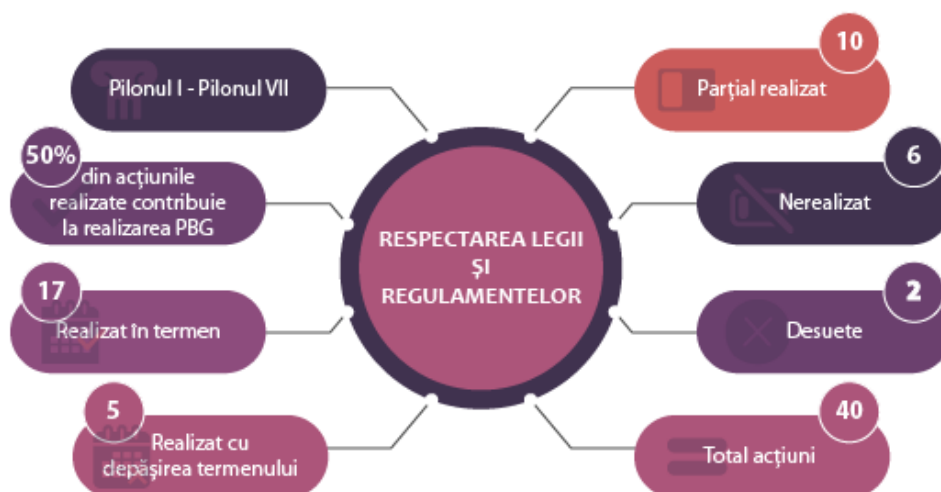 Pilonul I - Pilonul VII
50%
din acțiunile
realizate contribuie
la realizarea PBG
17
Realizat în termen
5
Realizat cu
depășirea termenului
RESPECTAREA LEGII
ȘI
REGULAMENTELOR
10
Parțial realizat
6
Nerealizat
2
Desuete
40
Total acțiuni